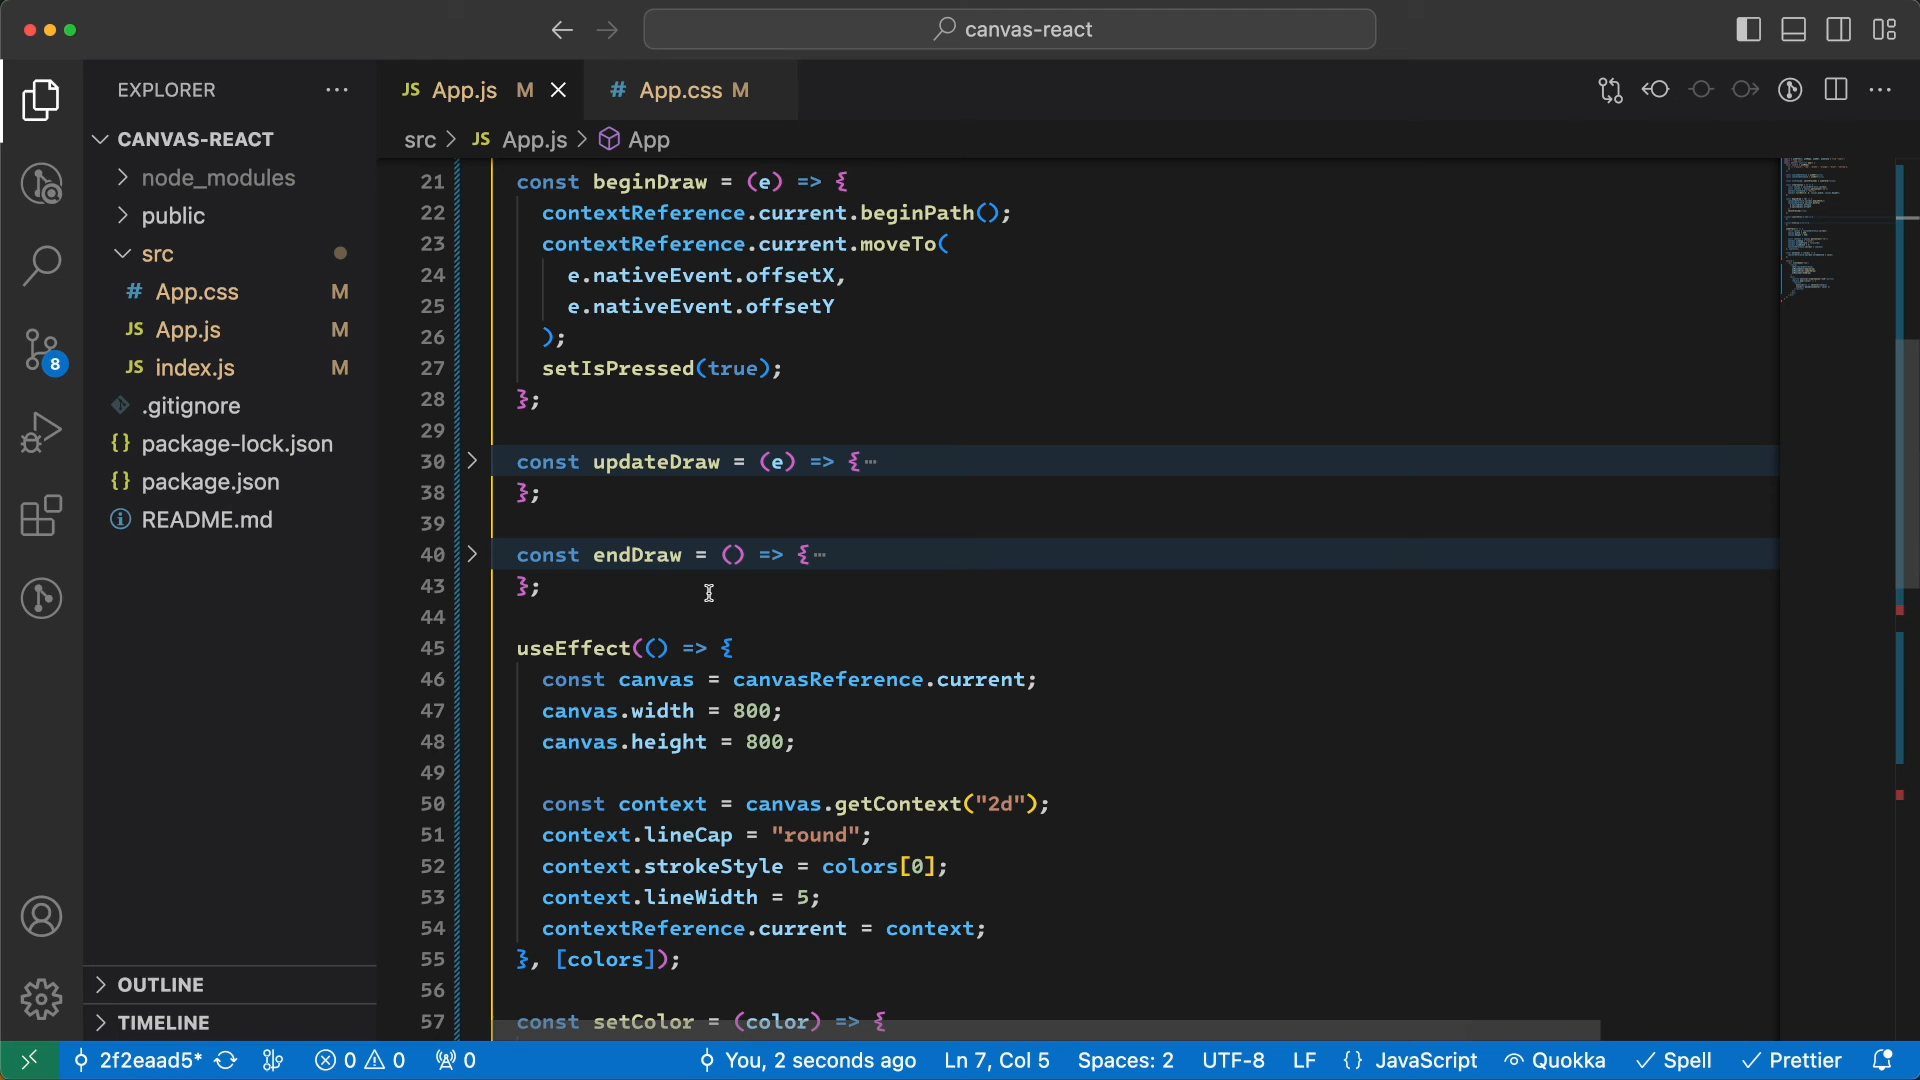 canvas-react
EXPLORER
CANVAS-REACT
node_modules
public
src
# App.css M
JS App.js M
JS index.js M
.gitignore
{} package-lock.json
{} package.json
README.md
OUTLINE
TIMELINE
JS App.js M
# App.css M
src > JS App.js > App
21 const beginDraw = (e) => {
22 contextReference.current.beginPath();
23 contextReference.current.moveTo(
24 e.nativeEvent.offsetX,
25 e.nativeEvent.offsetY
26 );
27 setIsPressed(true);
28 };
29
30 const updateDraw = (e) => {…
38 };
39
40 const endDraw = () => {…
43 };
44
45 useEffect(() => {
46 const canvas = canvasReference.current;
47 canvas.width = 800;
48 canvas.height = 800;
49
50 const context = canvas.getContext("2d");
51 context.lineCap = "round";
52 context.strokeStyle = colors[0];
53 context.lineWidth = 5;
54 contextReference.current = context;
55 }, [colors]);
56
57 const setColor = (color) => {
8
2f2eaad5* 0 0 0 You, 2 seconds ago Ln 7, Col 5 Spaces: 2 UTF-8 LF {} JavaScript Quokka Spell Prettier